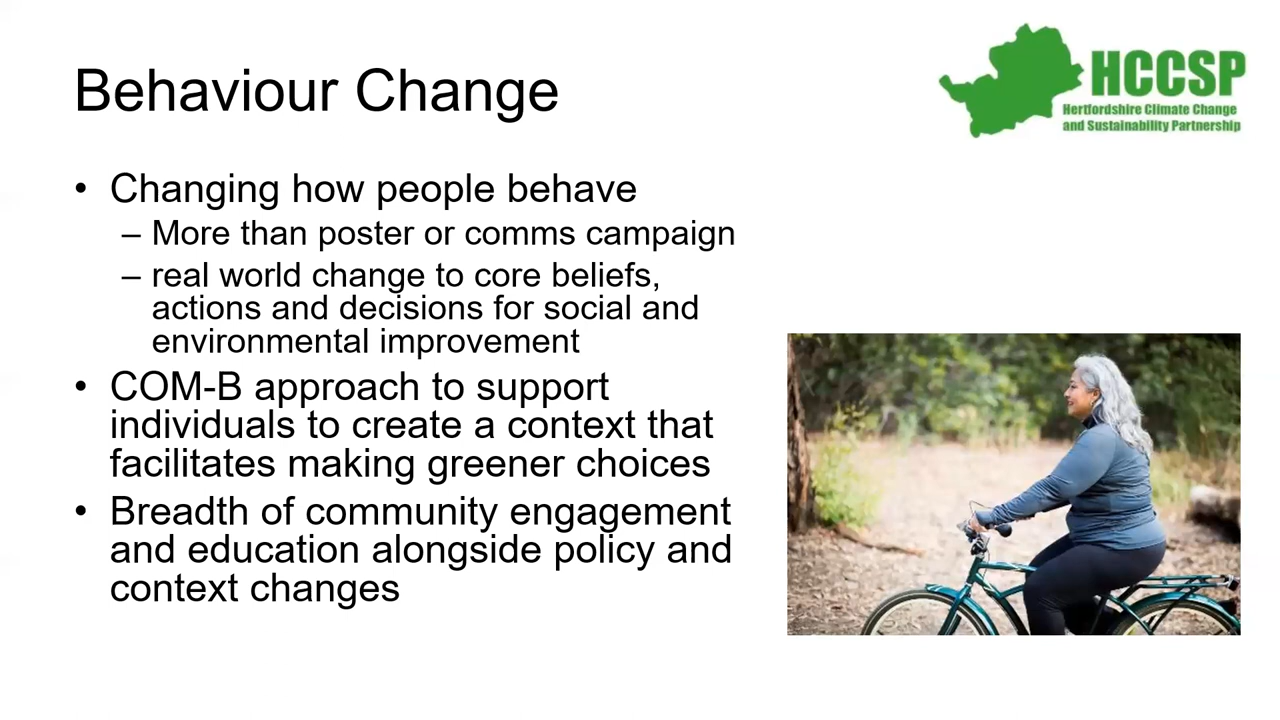 Behaviour Change
HCCSP
Hertfordshire Climate Change
and Sustainability Partnership
• Changing how people behave
– More than poster or comms campaign
– real world change to core beliefs,
actions and decisions for social and
environmental improvement
• COM-B approach to support
individuals to create a context that
facilitates making greener choices
• Breadth of community engagement
and education alongside policy and
context changes